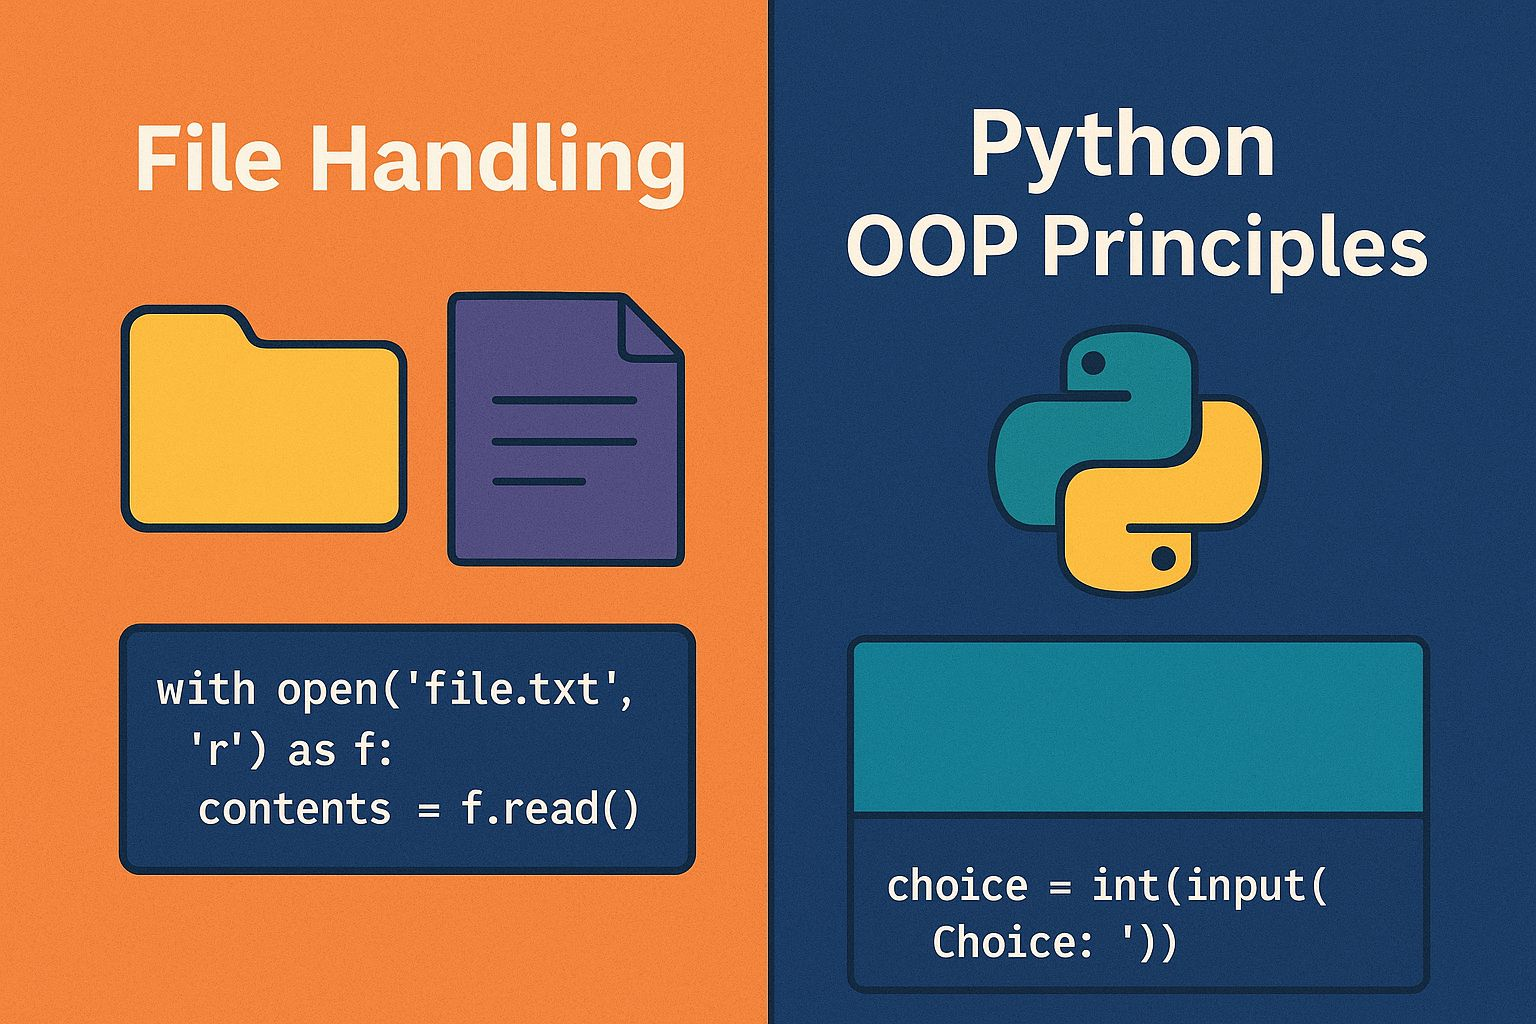 File Handling
with open('file.txt',
'r') as f:
contents = f.read()
Python
OOP Principles
choice = int(input(
Choice: '))